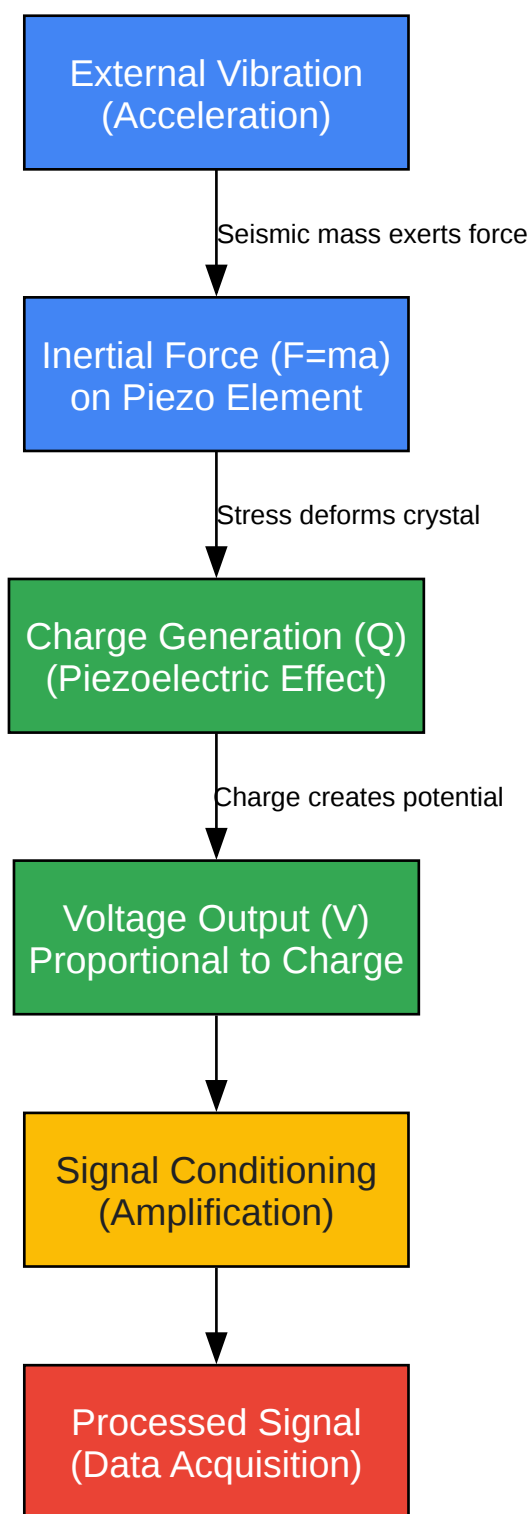 External Vibration
(Acceleration)
Seismic mass exerts force
Inertial Force (F=ma)
on Piezo Element
Stress deforms crystal
Charge Generation (Q)
(Piezoelectric Effect)
Charge creates potential
Voltage Output (V)
Proportional to Charge
Signal Conditioning
(Amplification)
Processed Signal
(Data Acquisition)